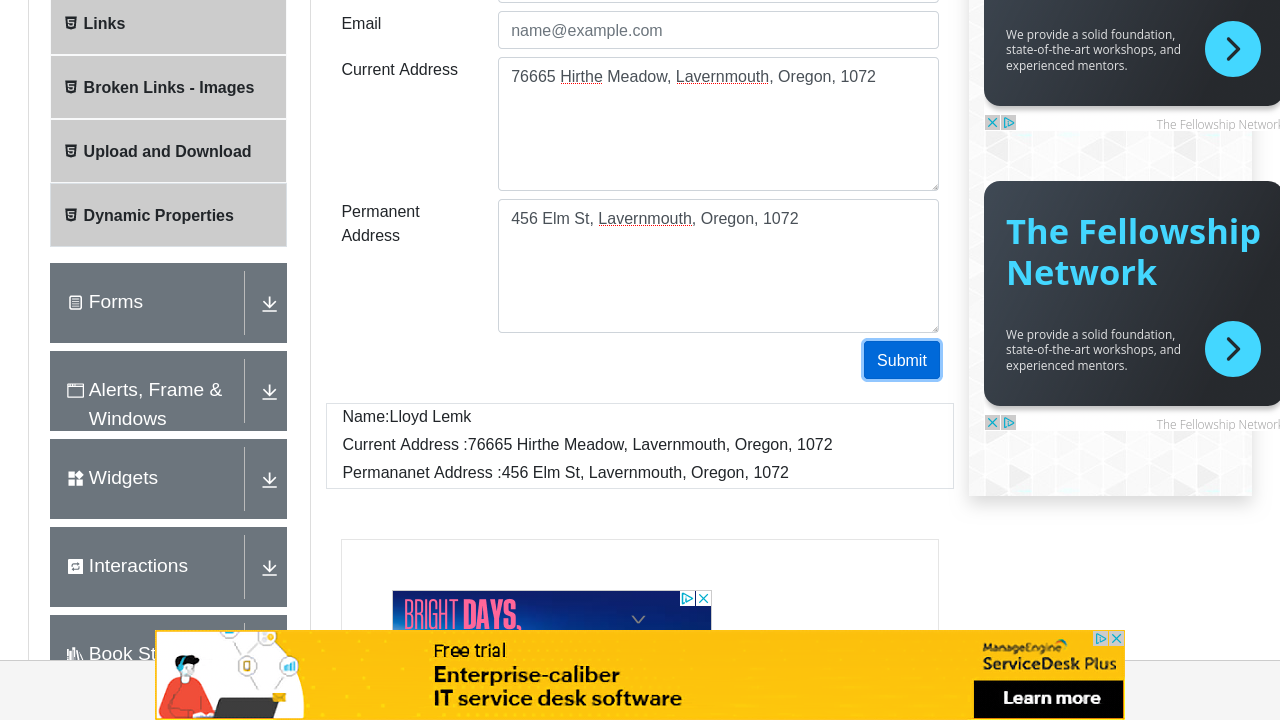 Links
Broken Links - Images
Upload and Download
Dynamic Properties
Forms
Alerts, Frame &
Windows
Widgets
Interactions
Book St
Email
name@example.com
Current Address
76665 Hirthe Meadow, Lavernmouth, Oregon, 1072
Permanent
Address
456 Elm St, Lavernmouth, Oregon, 1072
Submit
Name:Lloyd Lemk
Current Address :76665 Hirthe Meadow, Lavernmouth, Oregon, 1072
Permananet Address :456 Elm St, Lavernmouth, Oregon, 1072
BRIGHT DAYS,
We provide a solid foundation,
state-of-the-art workshops, and
experienced mentors.
The Fellowship Network
The Fellowship
Network
We provide a solid foundation,
state-of-the-art workshops, and
experienced mentors.
The Fellowship Network
Free trial
Enterprise-caliber
IT service desk software
ManageEngine
ServiceDesk Plus
Learn more